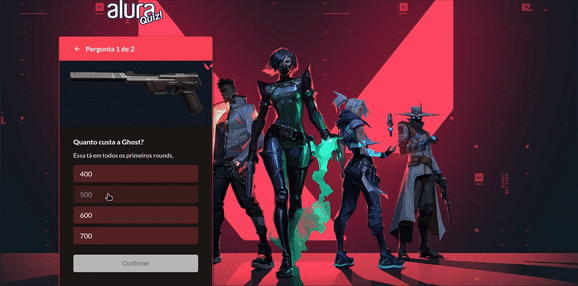 alura
Quiz!
02.
← Pergunta 1 de 2
Quanto custa a Ghost?
Essa tá em todos os primeiros rounds.
400
500
600
700
Confirmar